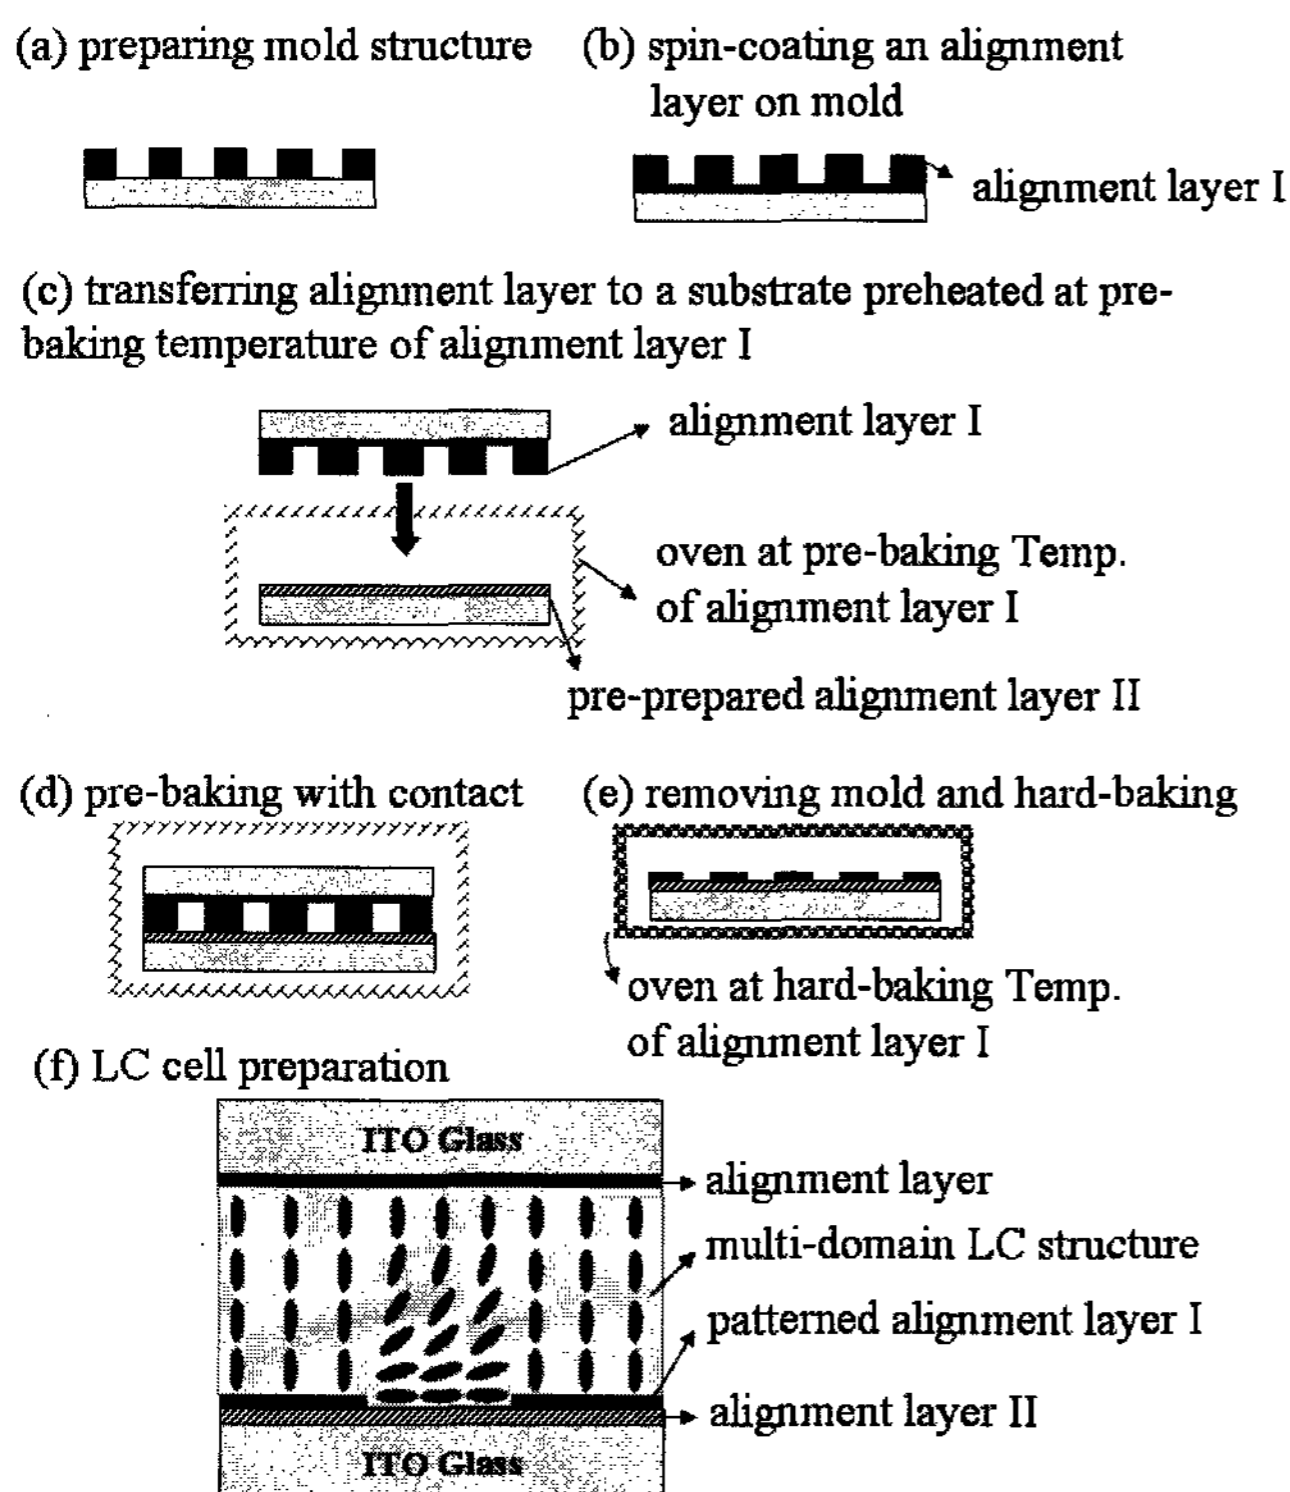 (a) preparing mold structure
(b) spin-coating an alignment
layer on mold
alignment layer I
(c) transferring alignment layer to a substrate preheated at pre-
baking temperature of alignment layer I
alignment layer I
oven at pre-baking Temp.
of alignment layer I
pre-prepared alignment layer II
(d) pre-baking with contact
(e) removing mold and hard-baking
oven at hard-baking Temp.
of alignment layer I
(f) LC cell preparation
ITO Glass
alignment layer
multi-domain LC structure
patterned alignment layer I
alignment layer II
ITO Glass